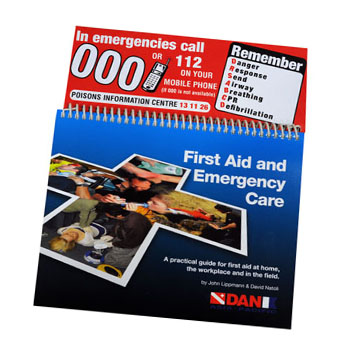 In emergencies call
000 OR 112
ON YOUR
MOBILE PHONE
(if 000 is not available)
POISONS INFORMATION CENTRE 13 11 26
Remember
Danger
Response
Send
Airway
Breathing
CPR
Defibrillation
First Aid and
Emergency
Care
A practical guide for first aid at home,
the workplace and in the field.
by John Lippmann & David Natoli
DAN
ASIA-PACIFIC